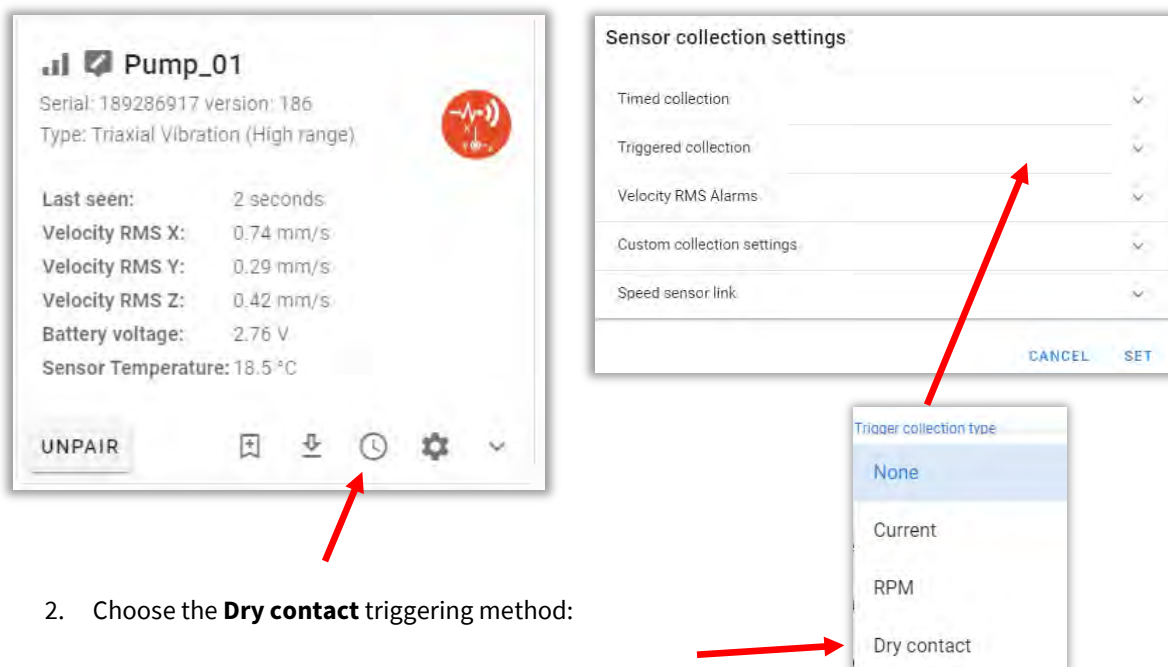 Pump_01
Serial: 189286917 version: 186
Type: Triaxial Vibration (High range)
Last seen: 2 seconds
Velocity RMS X: 0.74 mm/s
Velocity RMS Y: 0.29 mm/s
Velocity RMS Z: 0.42 mm/s
Battery voltage: 2.76 V
Sensor Temperature: 18.5 °C
UNPAIR
Sensor collection settings
Timed collection
Triggered collection
Velocity RMS Alarms
Custom collection settings
Speed sensor link
CANCEL SET
Trigger collection type
None
Current
RPM
Dry contact
2. Choose the Dry contact triggering method: